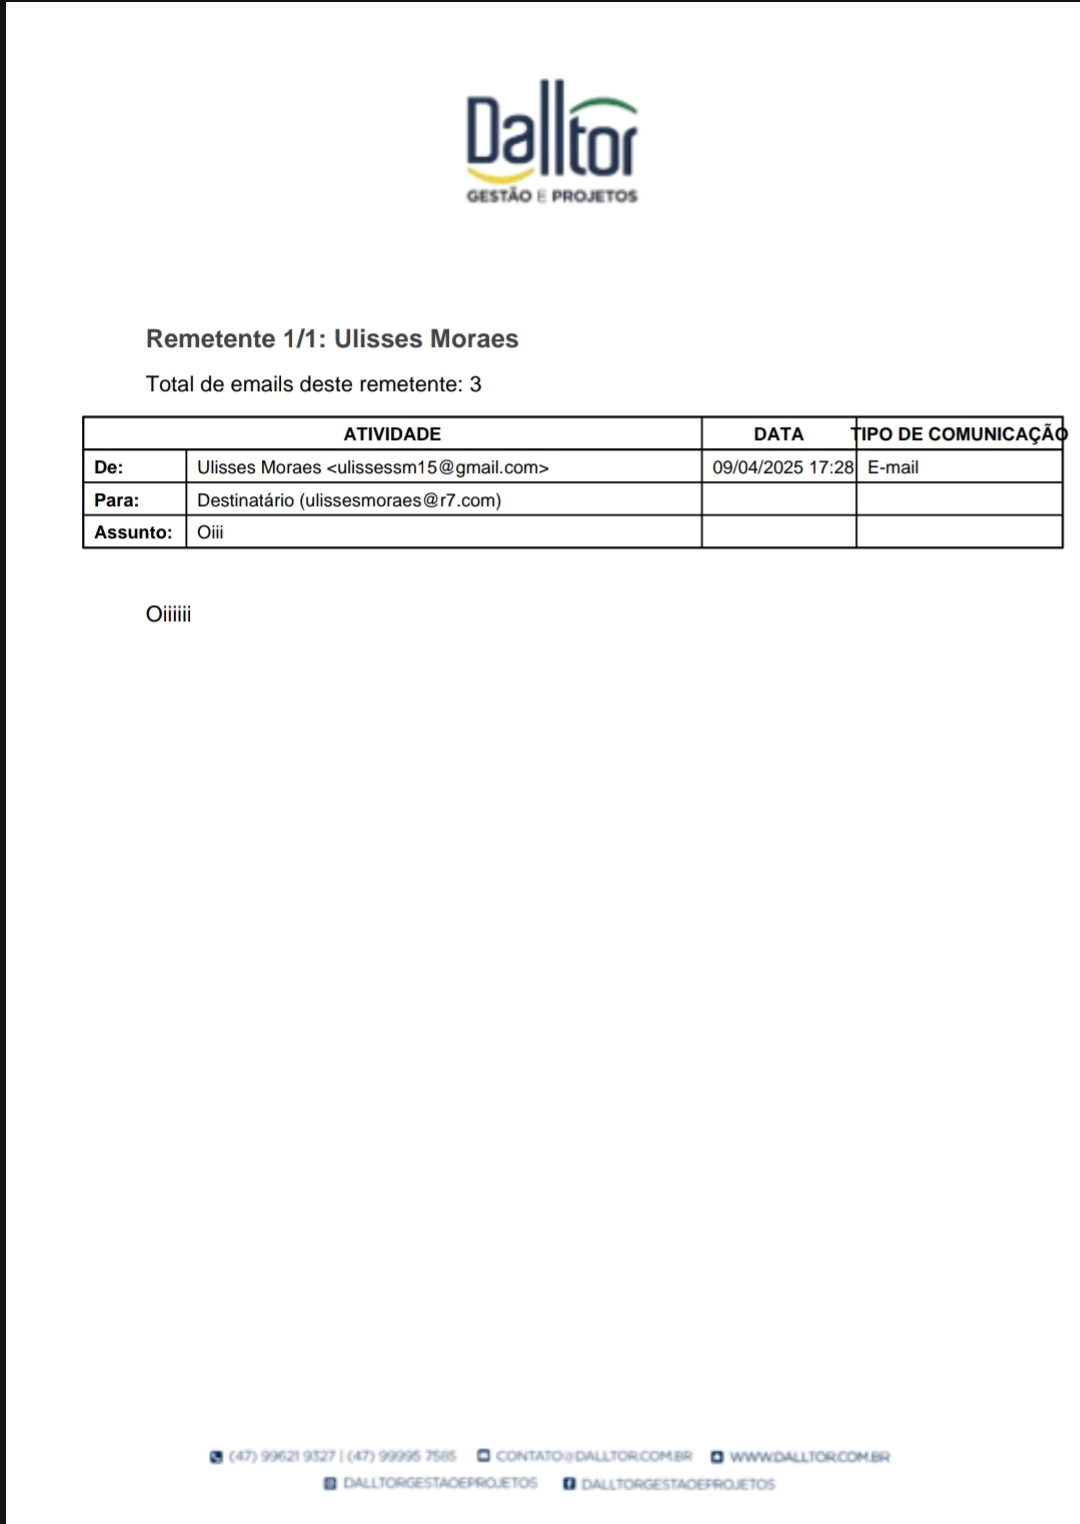 Dalltor
GESTÃO E PROJETOS
Remetente 1/1: Ulisses Moraes
Total de emails deste remetente: 3
ATIVIDADE DATA TIPO DE COMUNICAÇÃO
De: Ulisses Moraes <ulissessm15@gmail.com> 09/04/2025 17:28 E-mail
Para: Destinatário (ulissesmoraes@r7.com)
Assunto: Oiii
Oiiiiii
(47) 99621 9327 | (47) 99995 7585 CONTATO@DALLTOR.COM.BR WWW.DALLTOR.COM.BR
DALLTORGESTAOEPROJETOS DALLTORGESTAOEPROJETOS